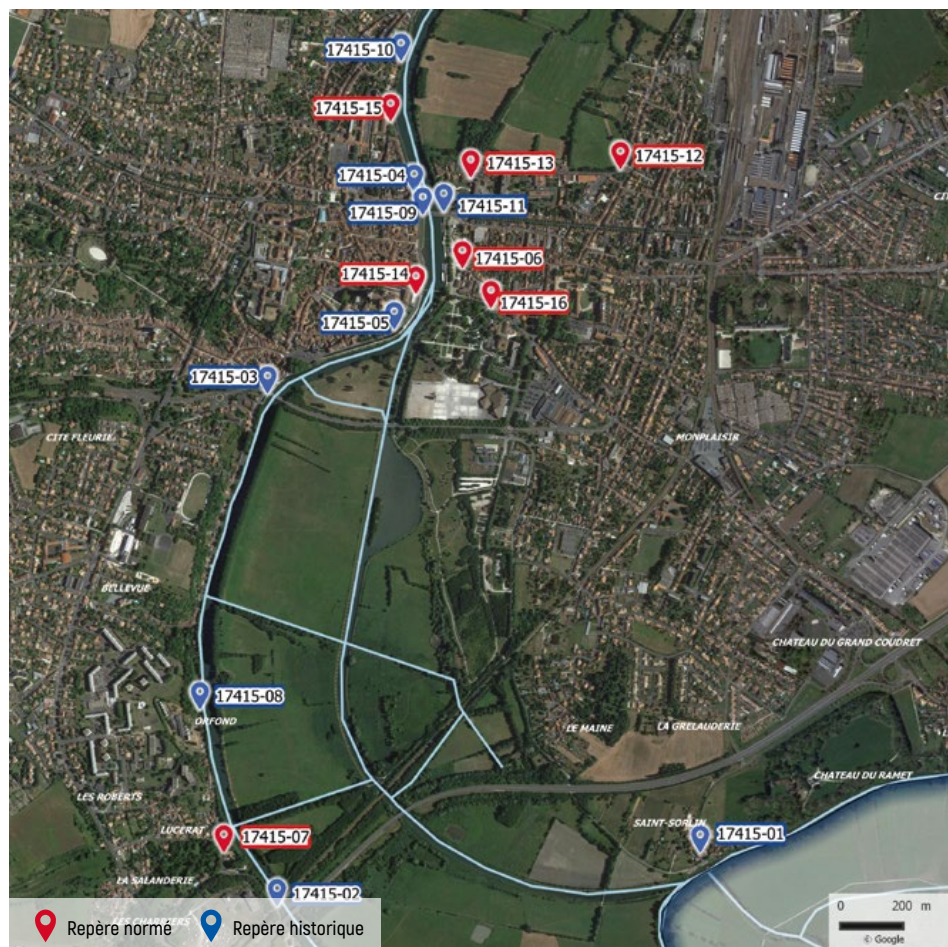 17415-10
17415-15
17415-13
17415-12
17415-04
17415-09
17415-11
17415-06
17415-14
17415-16
17415-05
17415-03
CITE FLEURIE
MONPLAISIR
BELLEVUE
CHATEAU DU GRAND COUDRET
17415-08
ORFOND
LE MAINE
LA GRELAUDERIE
CHATEAU DU RAMET
LES ROBERTS
SAINT-SORLIN
17415-01
LUCERAT
17415-07
LA SALANDERIE
17415-02
LES CHARRIERS
Repère normé
Repère historique
0 200 m
© Google